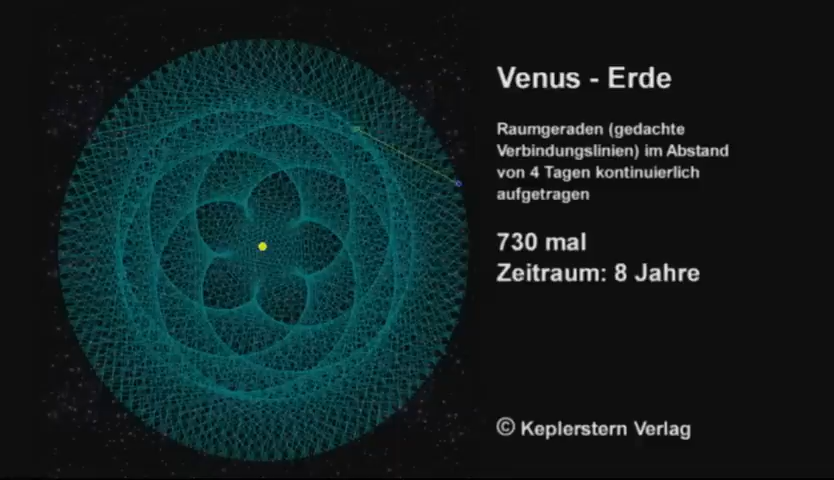 Venus - Erde
Raumgeraden (gedachte
Verbindungslinien) im Abstand
von 4 Tagen kontinuierlich
aufgetragen
730 mal
Zeitraum: 8 Jahre
© Keplerstern Verlag